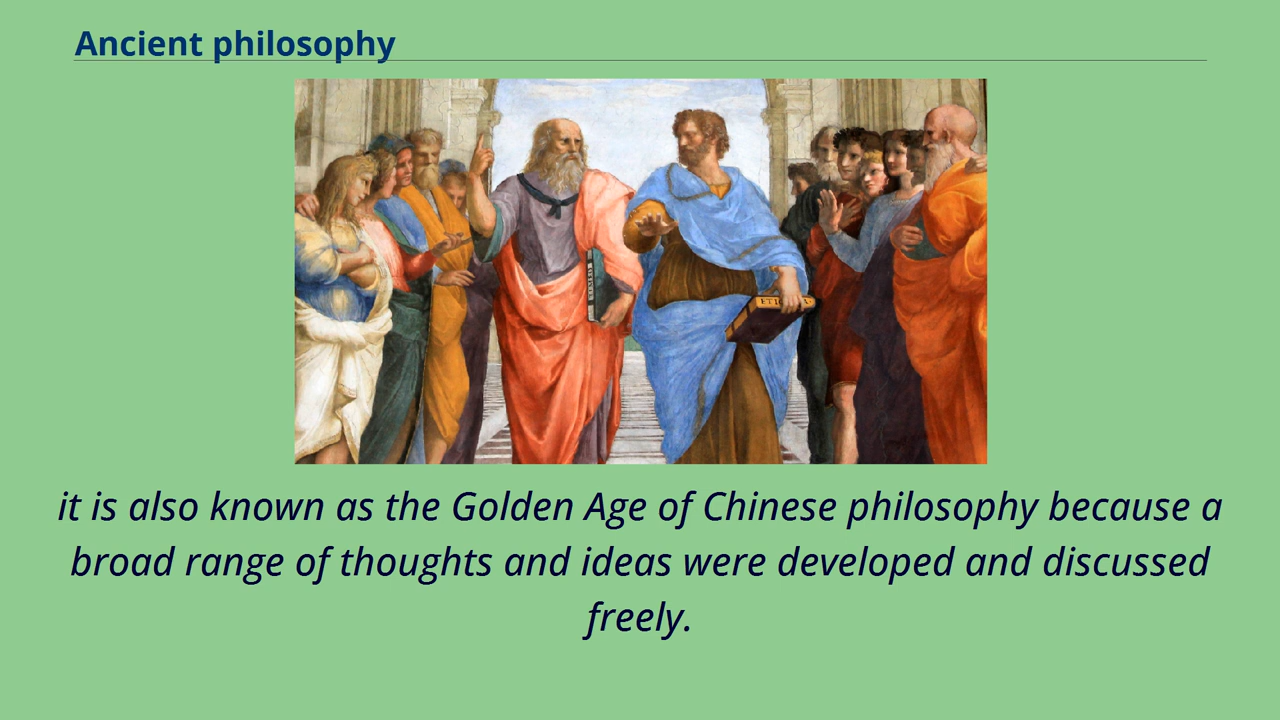 Ancient philosophy
it is also known as the Golden Age of Chinese philosophy because a
broad range of thoughts and ideas were developed and discussed
freely.